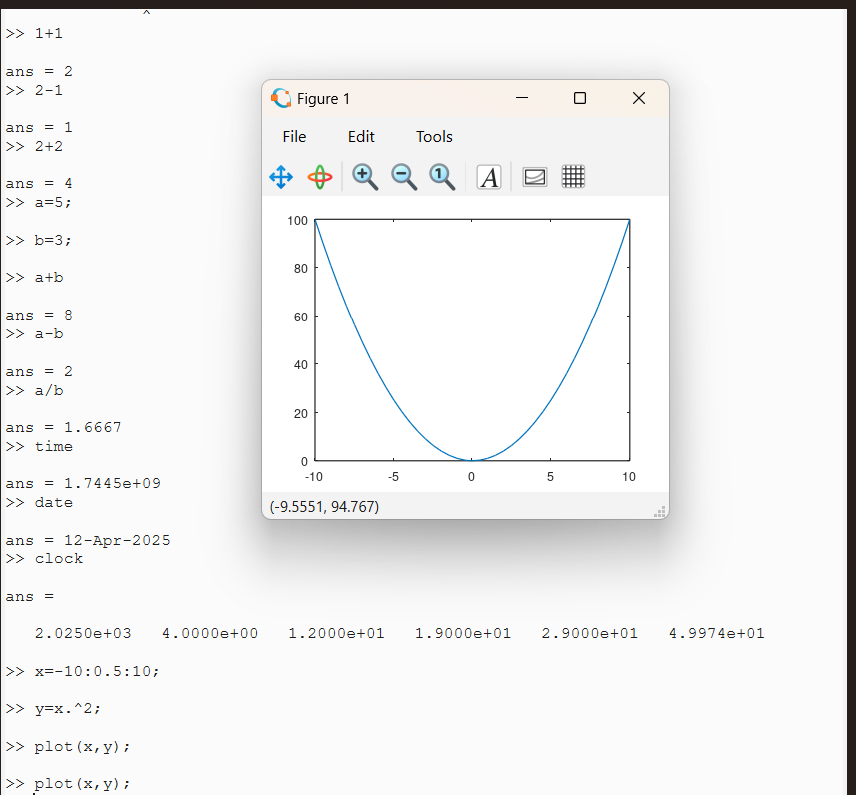 ^
>> 1+1
ans = 2
>> 2-1
ans = 1
>> 2+2
ans = 4
>> a=5;
>> b=3;
>> a+b
ans = 8
>> a-b
ans = 2
>> a/b
ans = 1.6667
>> time
ans = 1.7445e+09
>> date
ans = 12-Apr-2025
>> clock
ans =
2.0250e+03 4.0000e+00 1.2000e+01 1.9000e+01 2.9000e+01 4.9974e+01
>> x=-10:0.5:10;
>> y=x.^2;
>> plot(x,y);
>> plot(x,y);
Figure 1
File Edit Tools
1 A
100
80
60
40
20
0
-10 -5 0 5 10
(-9.5551, 94.767)